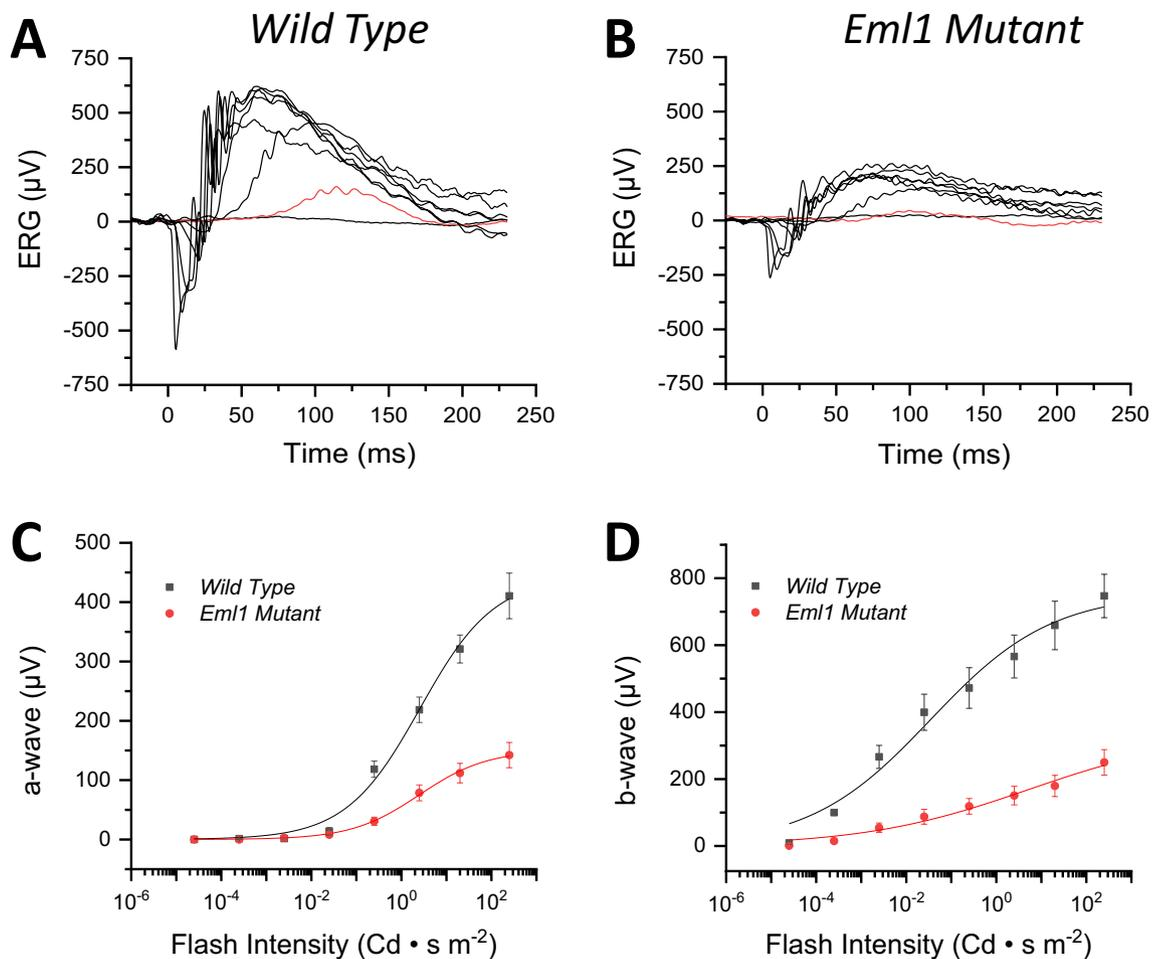 A
Wild Type
750
500
250
0
-250
-500
-750
ERG (µV)
0 50 100 150 200 250
Time (ms)
B
Eml1 Mutant
750
500
250
0
-250
-500
-750
ERG (µV)
0 50 100 150 200 250
Time (ms)
C
500
400
300
200
100
0
a-wave (µV)
Wild Type
Eml1 Mutant
10-6 10-4 10-2 100 102
Flash Intensity (Cd • s m-2)
D
800
600
400
200
0
b-wave (µV)
Wild Type
Eml1 Mutant
10-6 10-4 10-2 100 102
Flash Intensity (Cd • s m-2)